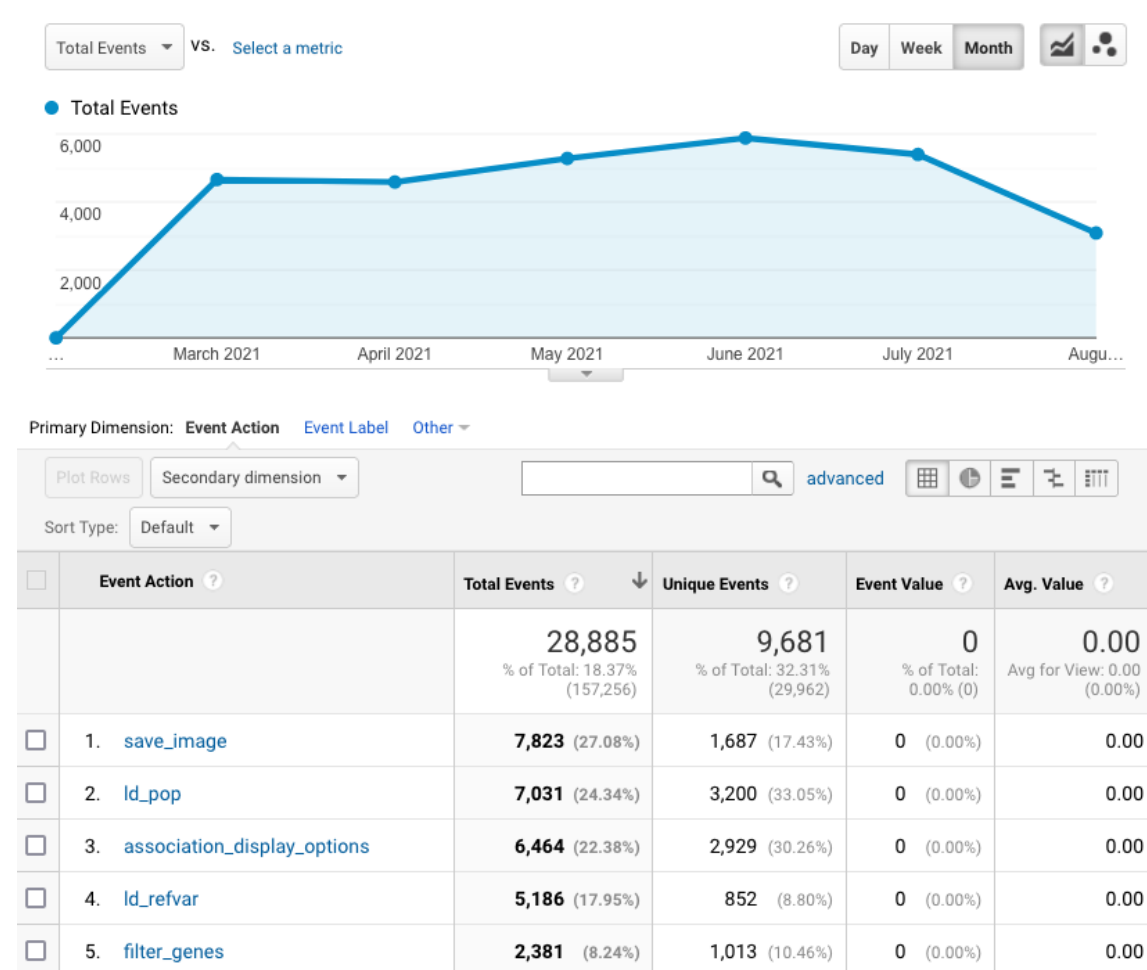 Total Events VS. Select a metric Day Week Month
Total Events
6,000
4,000
2,000
... March 2021 April 2021 May 2021 June 2021 July 2021 Augu...
Primary Dimension: Event Action Event Label Other
Plot Rows Secondary dimension advanced
Sort Type: Default
Event Action ? Total Events ? Unique Events ? Event Value ? Avg. Value ?
28,885 9,681 0 0.00
% of Total: 18.37% % of Total: 32.31% % of Total: Avg for View: 0.00
(157,256) (29,962) 0.00% (0) (0.00%)
1. save_image 7,823 (27.08%) 1,687 (17.43%) 0 (0.00%) 0.00
2. ld_pop 7,031 (24.34%) 3,200 (33.05%) 0 (0.00%) 0.00
3. association_display_options 6,464 (22.38%) 2,929 (30.26%) 0 (0.00%) 0.00
4. ld_refvar 5,186 (17.95%) 852 (8.80%) 0 (0.00%) 0.00
5. filter_genes 2,381 (8.24%) 1,013 (10.46%) 0 (0.00%) 0.00